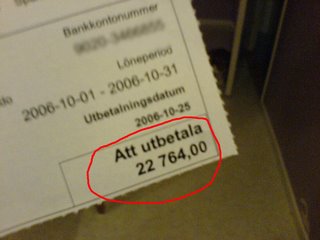 Bankkontonummer
Löneperiod
2006-10-01 - 2006-10-31
Utbetalningsdatum
2006-10-25
Att utbetala
22 764,00